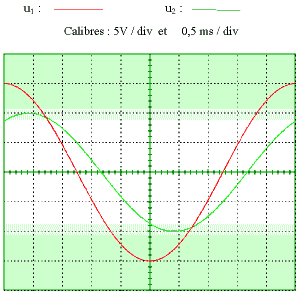 u₁ : u₂ :
Calibres : 5V / div et 0,5 ms / div